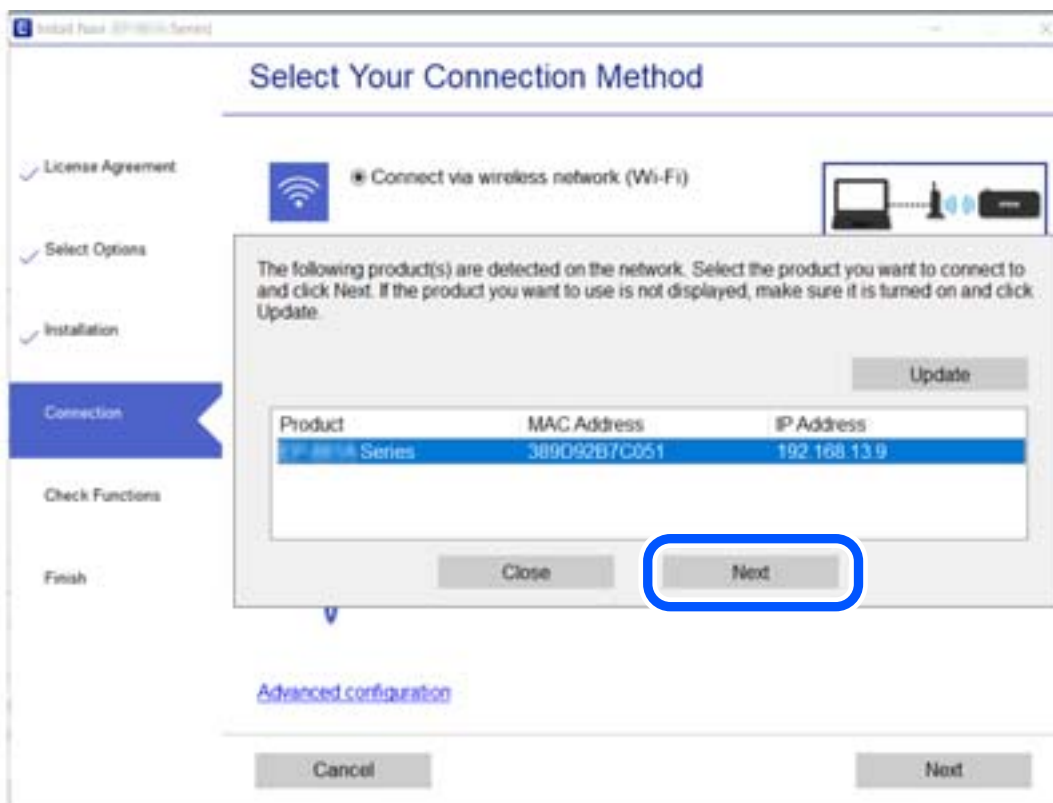 Install Navi
Series]
Select Your Connection Method
License Agreement
Select Options
Installation
Connection
Check Functions
Finish
Connect via wireless network (Wi-Fi)
The following product(s) are detected on the network. Select the product you want to connect to
and click Next. If the product you want to use is not displayed, make sure it is turned on and click
Update.
Update
Product MAC Address IP Address
Series 389D92B7C051 192.168.13.9
Close Next
Advanced configuration
Cancel Next